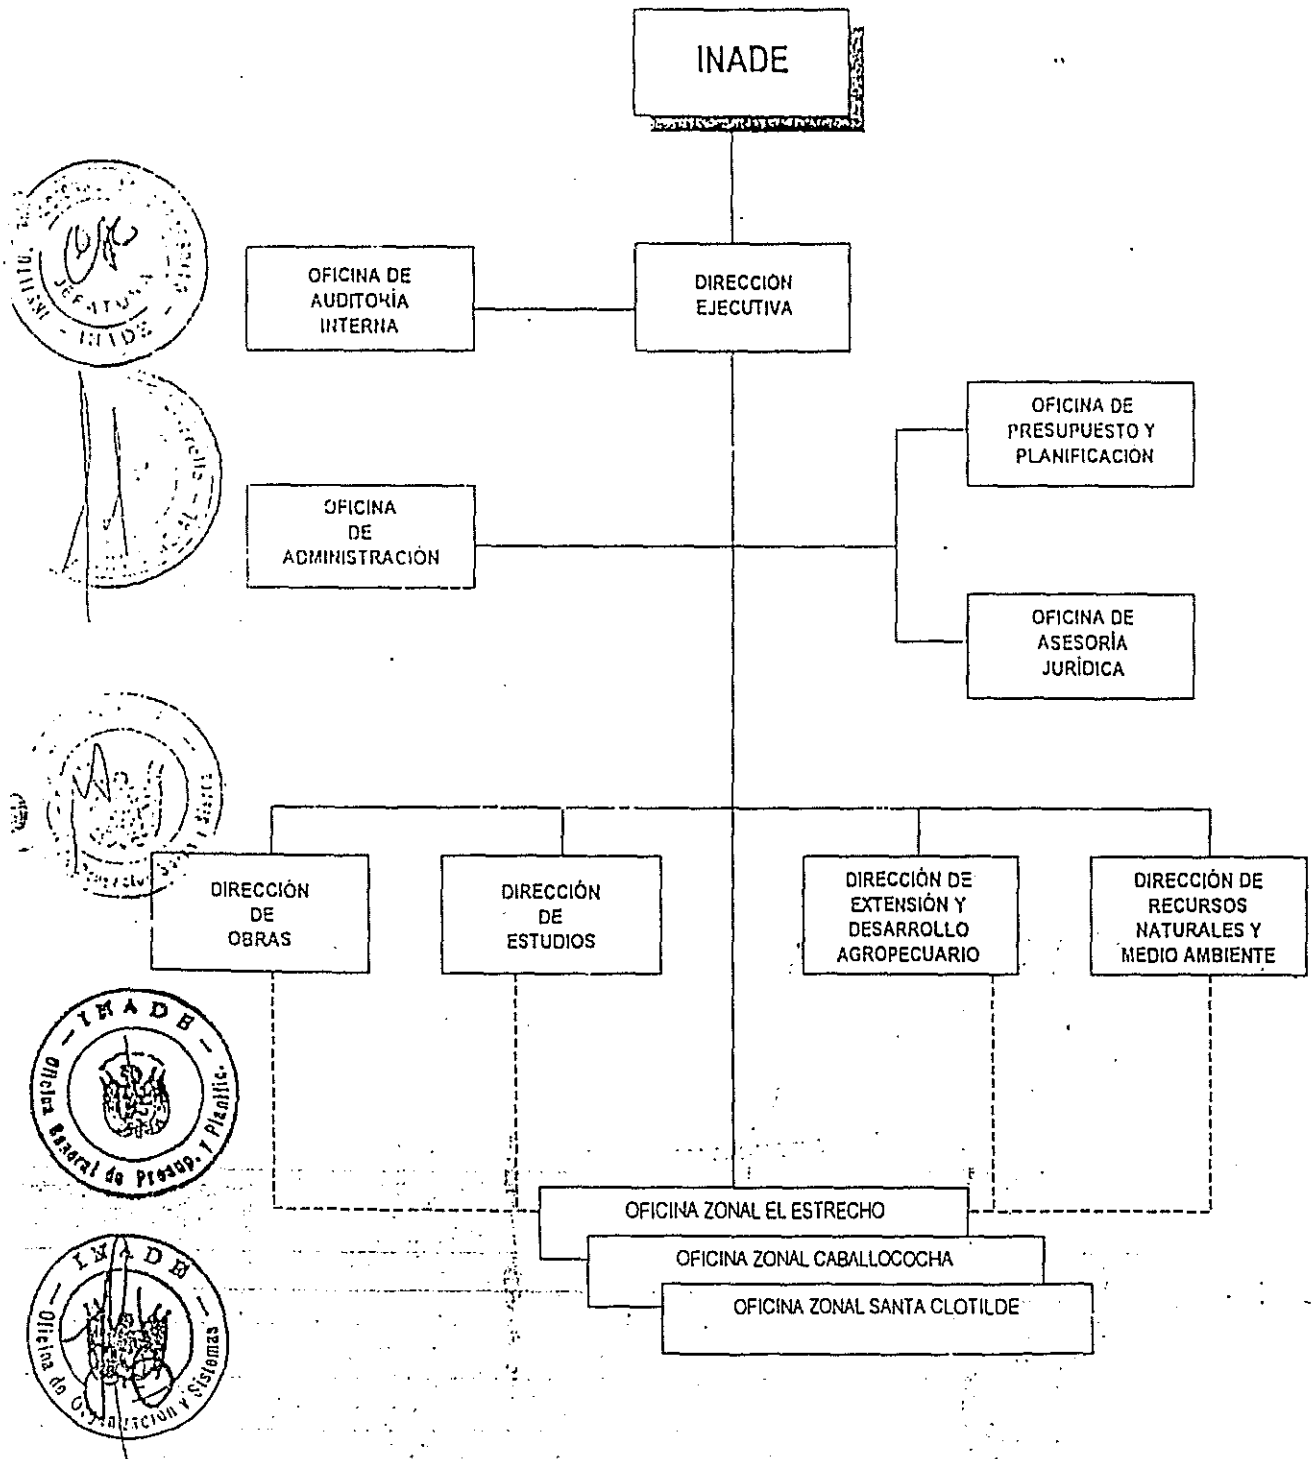 INADE
OFICINA DE
AUDITORÍA
INTERNA
DIRECCIÓN
EJECUTIVA
OFICINA DE
PRESUPUESTO Y
PLANIFICACIÓN
OFICINA
DE
ADMINISTRACIÓN
OFICINA DE
ASESORÍA
JURÍDICA
DIRECCIÓN
DE
OBRAS
DIRECCIÓN
DE
ESTUDIOS
DIRECCIÓN DE
EXTENSIÓN Y
DESARROLLO
AGROPECUARIO
DIRECCIÓN DE
RECURSOS
NATURALES Y
MEDIO AMBIENTE
OFICINA ZONAL EL ESTRECHO
OFICINA ZONAL CABALLOCOCHA
OFICINA ZONAL SANTA CLOTILDE
JEFATURA
- INADE -
- INADE -
Oficina General de Presup. y Planific.
- INADE -
Oficina de Organización y Sistemas